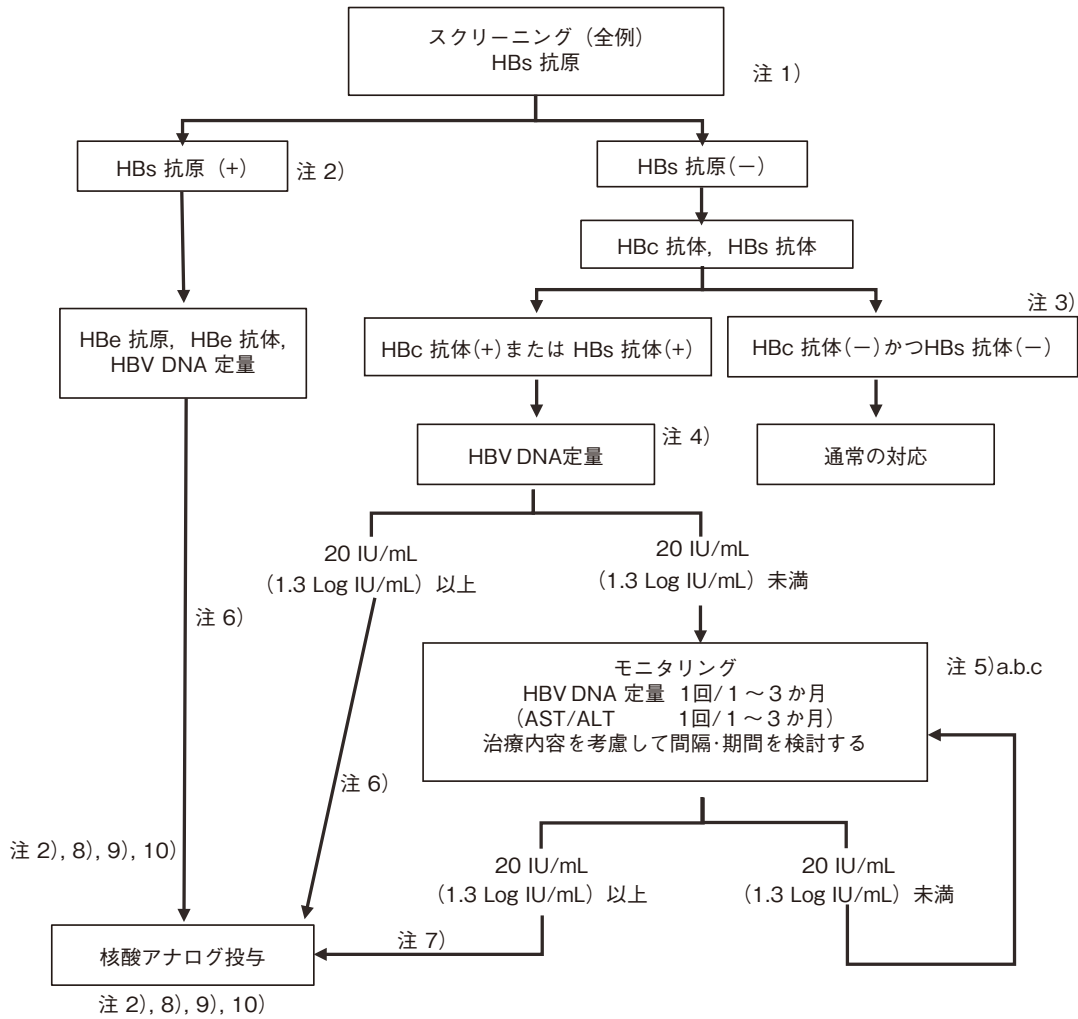 スクリーニング（全例）
HBs 抗原
注 1）
HBs 抗原（+）
注 2）
HBs 抗原（−）
HBc 抗体，HBs 抗体
注 3）
HBe 抗原，HBe 抗体，
HBV DNA 定量
HBc 抗体（+）または HBs 抗体（+）
HBc 抗体（−）かつHBs 抗体（−）
注 4）
HBV DNA定量
通常の対応
20 IU/mL
（1.3 Log IU/mL）以上
20 IU/mL
（1.3 Log IU/mL）未満
注 6）
モニタリング
HBV DNA 定量 1回/ 1 〜 3 か月
（AST/ALT 1回/ 1 〜 3 か月）
治療内容を考慮して間隔･期間を検討する
注 5）a.b.c
注 6）
注 2），8），9），10）
20 IU/mL
（1.3 Log IU/mL）以上
20 IU/mL
（1.3 Log IU/mL）未満
注 7）
核酸アナログ投与
注 2），8），9），10）